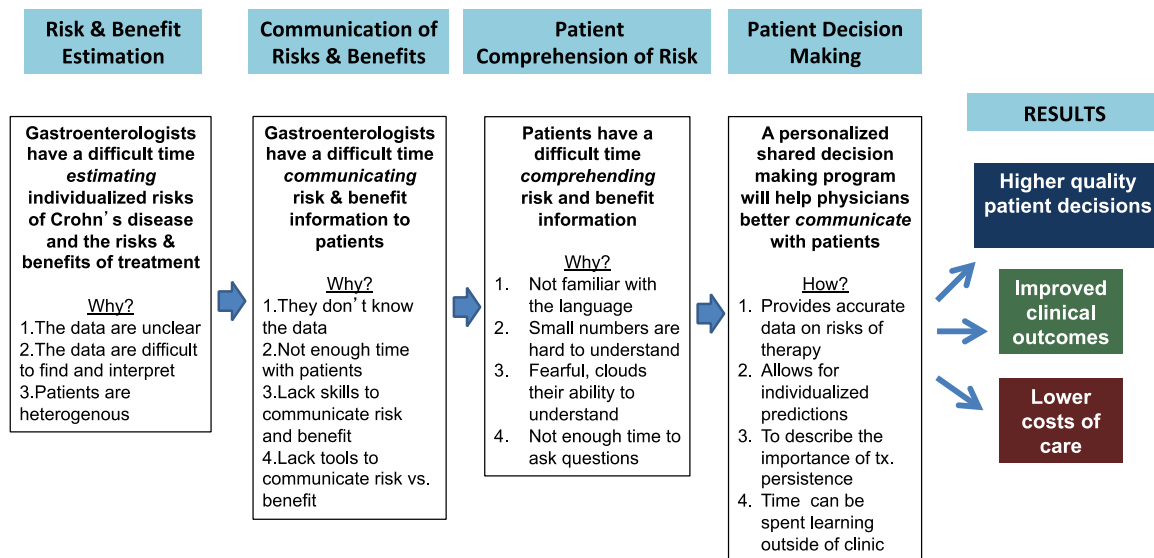 Risk & Benefit
Estimation
Communication of
Risks & Benefits
Patient
Comprehension of Risk
Patient Decision
Making
Gastroenterologists
have a difficult time
estimating
individualized risks
of Crohn's disease
and the risks &
benefits of treatment
Why?
1.The data are unclear
2.The data are difficult
to find and interpret
3.Patients are
heterogenous
Gastroenterologists
have a difficult time
communicating
risk & benefit
information to
patients
Why?
1.They don't know
the data
2.Not enough time
with patients
3.Lack skills to
communicate risk
and benefit
4.Lack tools to
communicate risk vs.
benefit
Patients have a
difficult time
comprehending
risk and benefit
information
Why?
1. Not familiar with
the language
2. Small numbers are
hard to understand
3. Fearful, clouds
their ability to
understand
4. Not enough time to
ask questions
A personalized
shared decision
making program
will help physicians
better communicate
with patients
How?
1. Provides accurate
data on risks of
therapy
2. Allows for
individualized
predictions
3. To describe the
importance of tx.
persistence
4. Time can be
spent learning
outside of clinic
RESULTS
Higher quality
patient decisions
Improved
clinical
outcomes
Lower
costs of
care